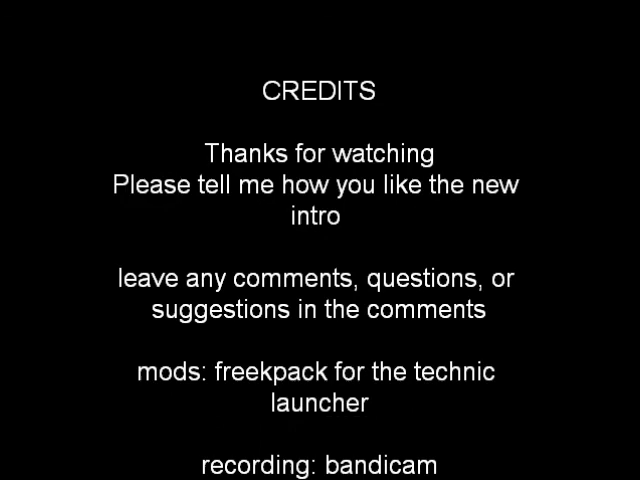 CREDITS
Thanks for watching
Please tell me how you like the new
intro
leave any comments, questions, or
suggestions in the comments
mods: freekpack for the technic
launcher
recording: bandicam